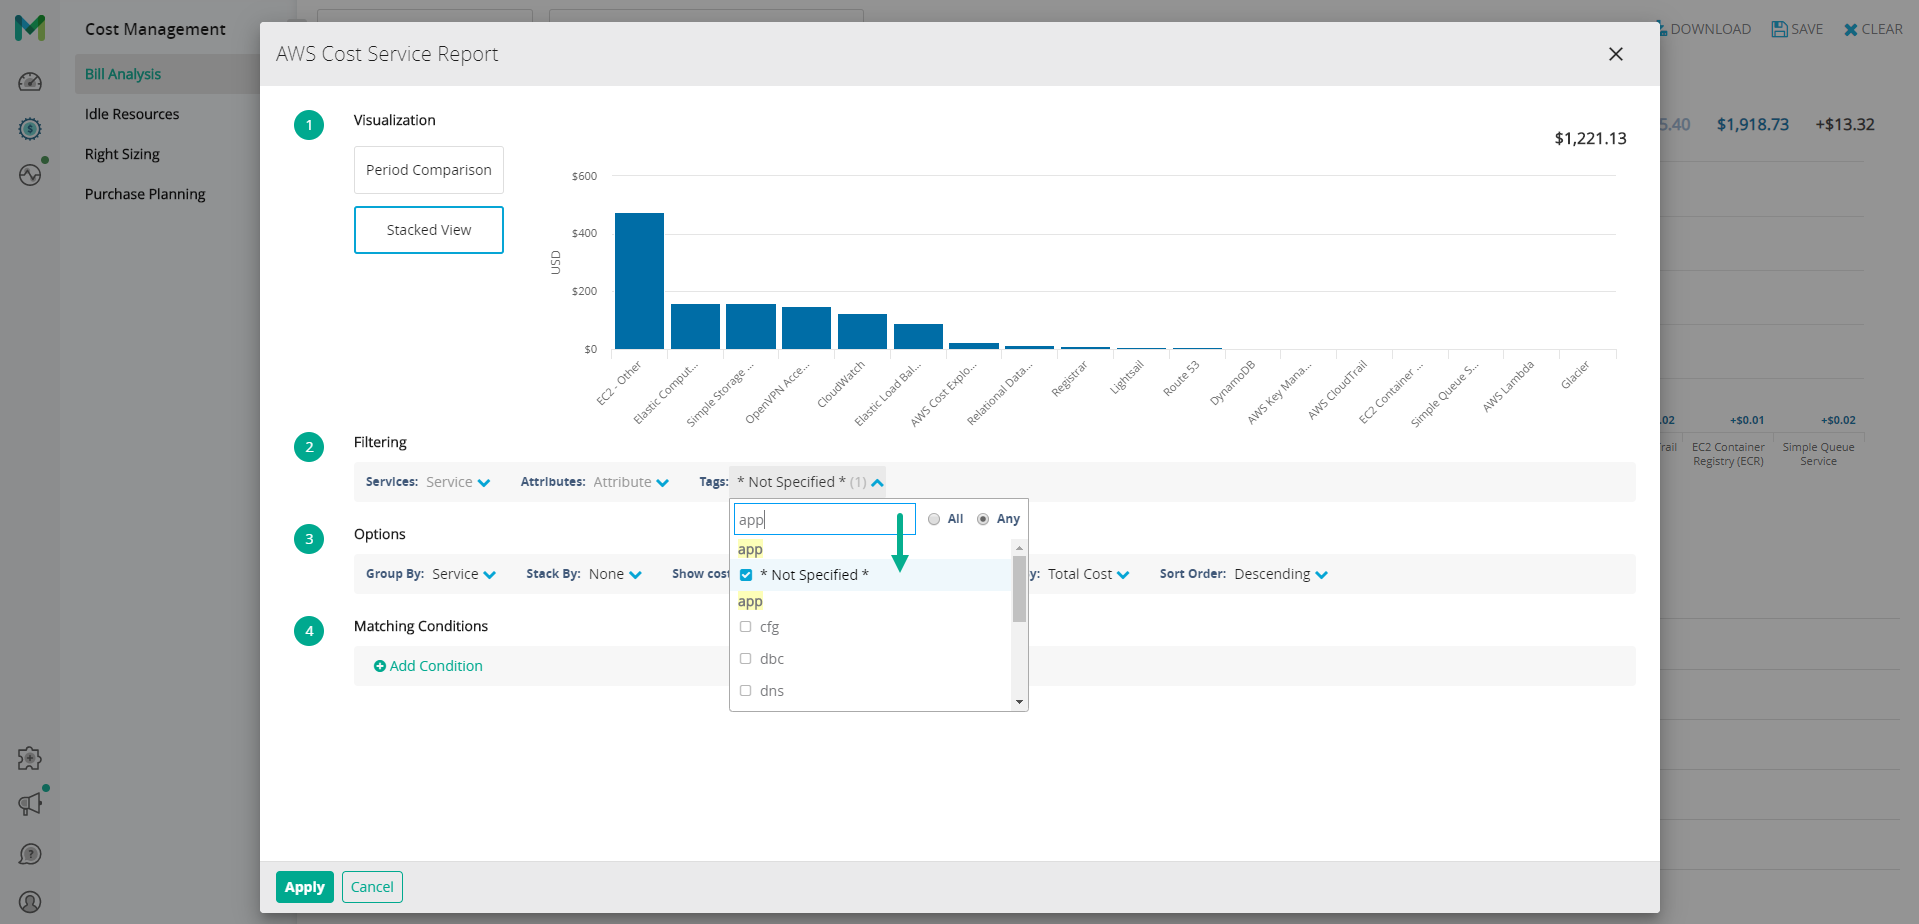 Cost Management
DOWNLOAD
SAVE
CLEAR
AWS Cost Service Report
Bill Analysis
Idle Resources
Right Sizing
Purchase Planning
1
Visualization
5.40
$1,918.73
+$13.32
$1,221.13
Period Comparison
Stacked View
$600
$400
$200
$0
USD
EC2 - Other
Elastic Comput...
Simple Storage ...
OpenVPN Acce...
CloudWatch
Elastic Load Bal...
AWS Cost Explo...
Relational Data...
Registrar
Lightsail
Route 53
DynamoDB
AWS Key Mana...
AWS CloudTrail
EC2 Container ...
Simple Queue S...
AWS Lambda
Glacier
.02
+$0.01
+$0.02
rail
EC2 Container
Registry (ECR)
Simple Queue
Service
2
Filtering
Services: Service
Attributes: Attribute
Tags: * Not Specified * (1)
app
All
Any
app
* Not Specified *
app
cfg
dbc
dns
3
Options
Group By: Service
Stack By: None
Show cost
y: Total Cost
Sort Order: Descending
4
Matching Conditions
Add Condition
Apply
Cancel